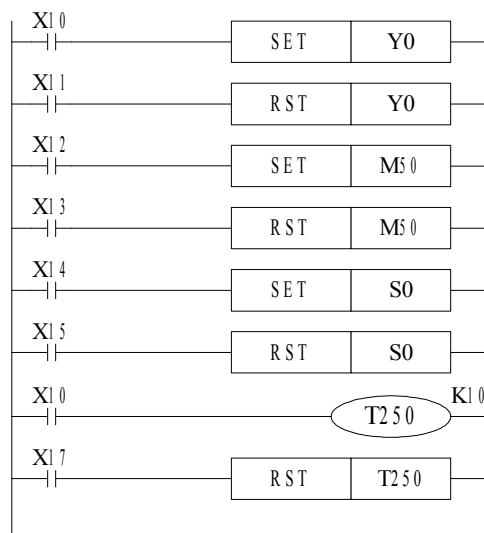 X10
SET Y0
X11
RST Y0
X12
SET M50
X13
RST M50
X14
SET S0
X15
RST S0
X10 K10
T250
X17
RST T250